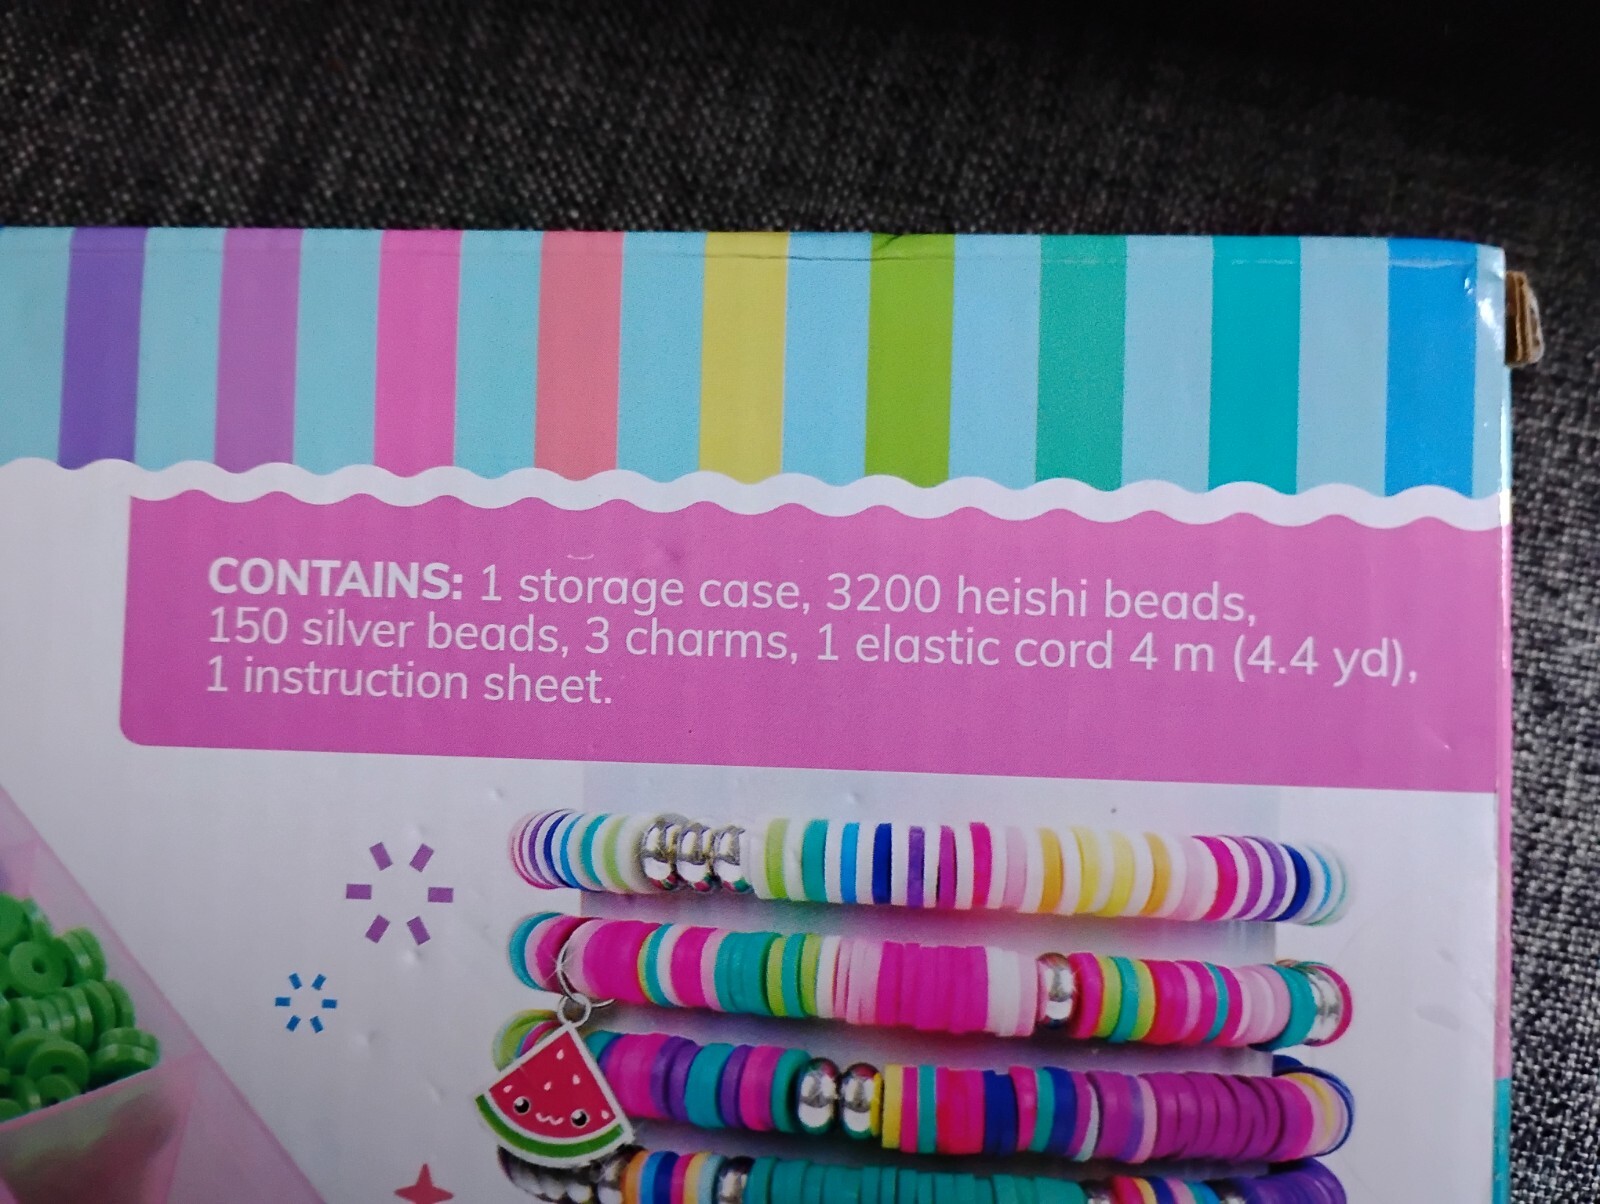 CONTAINS: 1 storage case, 3200 heishi beads,
150 silver beads, 3 charms, 1 elastic cord 4 m (4.4 yd),
1 instruction sheet.